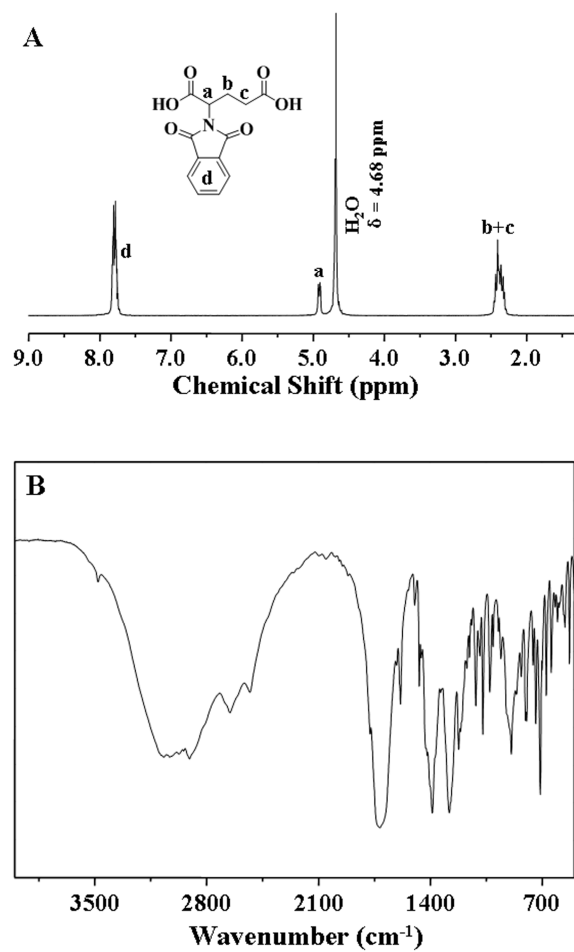 A
O
O
b
a
c
HO
OH
O
N
O
d
H₂O
δ = 4.68 ppm
b+c
d
a
9.0 8.0 7.0 6.0 5.0 4.0 3.0 2.0
Chemical Shift (ppm)
B
3500 2800 2100 1400 700
Wavenumber (cm⁻¹)